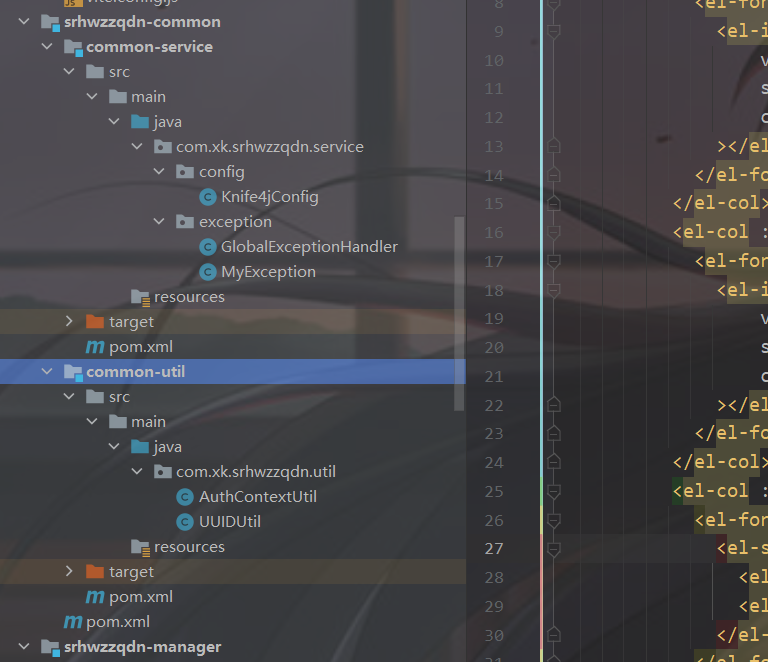 srhwzzqdn-common
common-service
src
main
java
com.xk.srhwzzqdn.service
config
Knife4jConfig
exception
GlobalExceptionHandler
MyException
resources
target
pom.xml
common-util
src
main
java
com.xk.srhwzzqdn.util
AuthContextUtil
UUIDUtil
resources
target
pom.xml
pom.xml
srhwzzqdn-manager
8 <el-for
9 <el-i
10 v
11 s
12 c
13 ></el
14 </el-fo
15 </el-col>
16 <el-col :
17 <el-for
18 <el-i
19 v
20 s
21 c
22 ></el
23 </el-fo
24 </el-col>
25 <el-col :
26 <el-for
27 <el-s
28 <el
29 <el
30 </el-